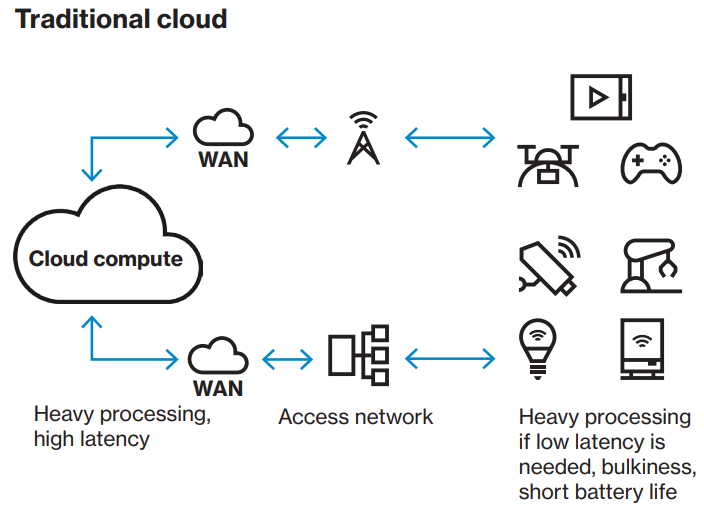 Traditional cloud
WAN
Cloud compute
WAN
Heavy processing,
high latency
Access network
Heavy processing
if low latency is
needed, bulkiness,
short battery life